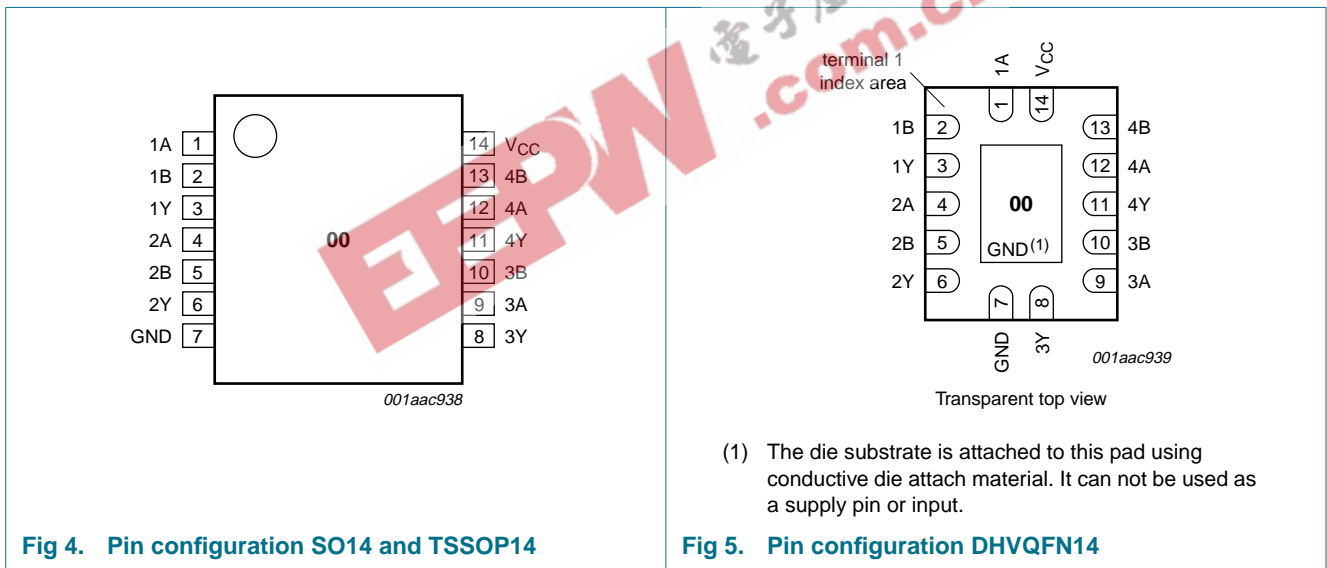 1A 1
1B 2
1Y 3
2A 4
2B 5
2Y 6
GND 7
00
14 VCC
13 4B
12 4A
11 4Y
10 3B
9 3A
8 3Y
001aac938
Fig 4. Pin configuration SO14 and TSSOP14
terminal 1
index area
1A VCC
1 14
1B 2
1Y 3
2A 4
2B 5
2Y 6
00
GND(1)
13 4B
12 4A
11 4Y
10 3B
9 3A
7 8
GND 3Y
001aac939
Transparent top view
(1) The die substrate is attached to this pad using
conductive die attach material. It can not be used as
a supply pin or input.
Fig 5. Pin configuration DHVQFN14
EEPW
.com.c
電子